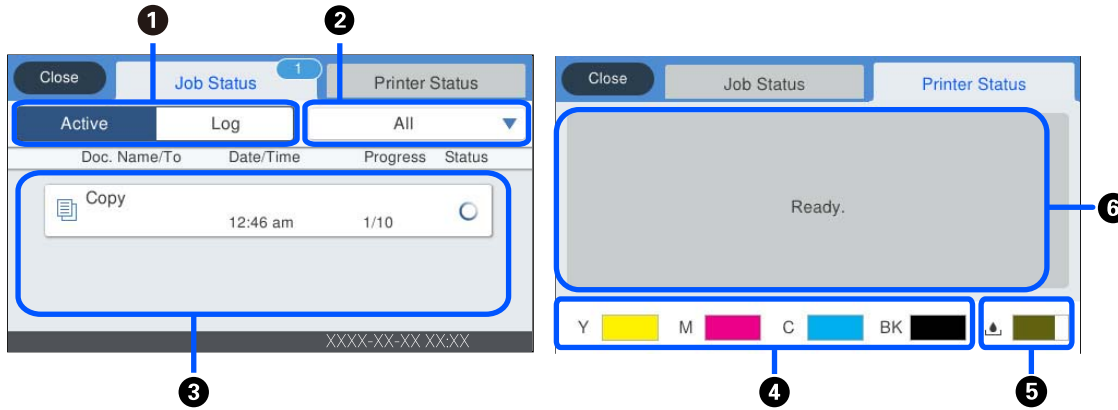 1 2
Close Job Status 1 Printer Status
Active Log All
Doc. Name/To Date/Time Progress Status
Copy
12:46 am 1/10
XXXX-XX-XX XX:XX
3
Close Job Status Printer Status
Ready.
6
Y M C BK
4 5